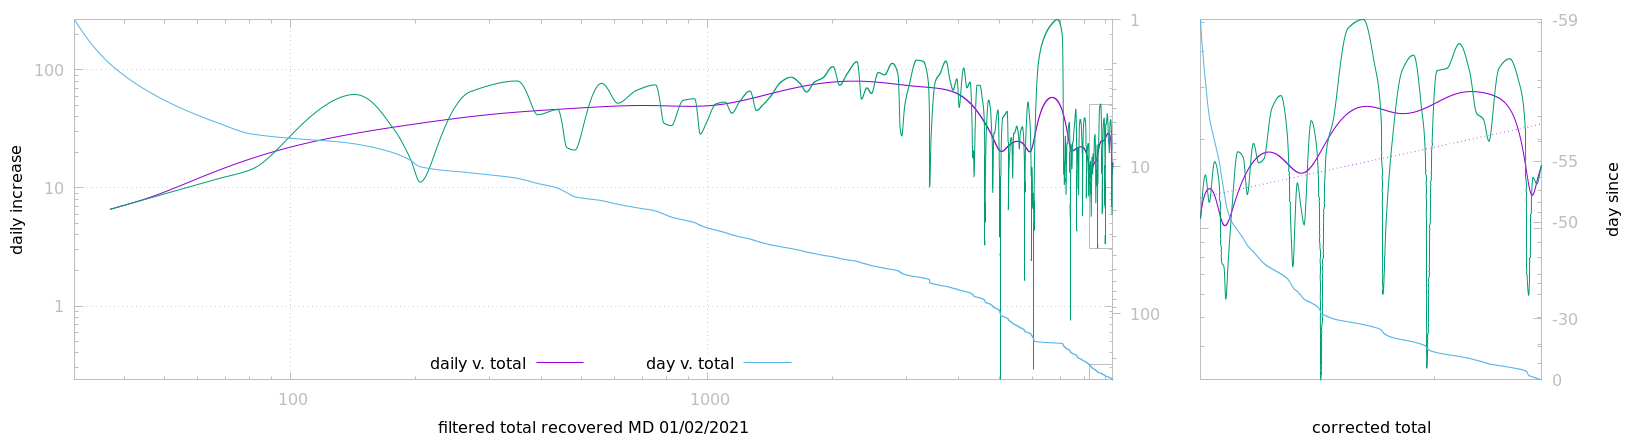 daily increase
100
10
1
100
1000
filtered total recovered MD 01/02/2021
daily v. total
day v. total
1
10
100
-59
-55
-50
-30
0
day since
corrected total